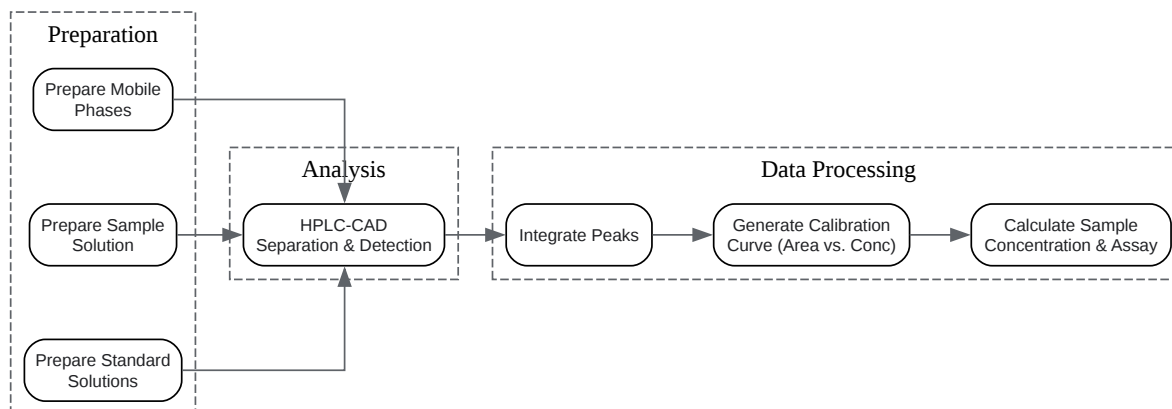 Preparation
Prepare Mobile
Phases
Prepare Sample
Solution
Prepare Standard
Solutions
Analysis
HPLC-CAD
Separation & Detection
Data Processing
Integrate Peaks
Generate Calibration
Curve (Area vs. Conc)
Calculate Sample
Concentration & Assay